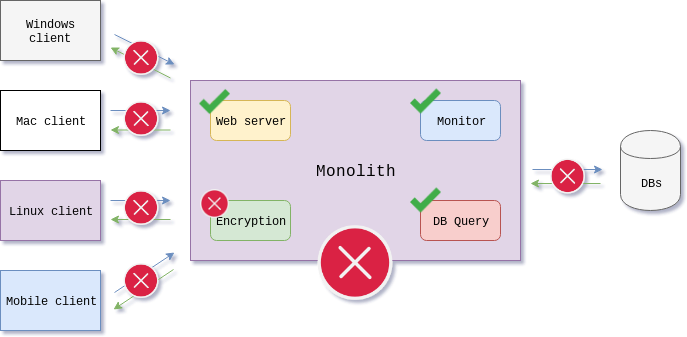 Windows
client
Mac client
Linux client
Mobile client
Web server
Monitor
Monolith
Encryption
DB Query
DBs